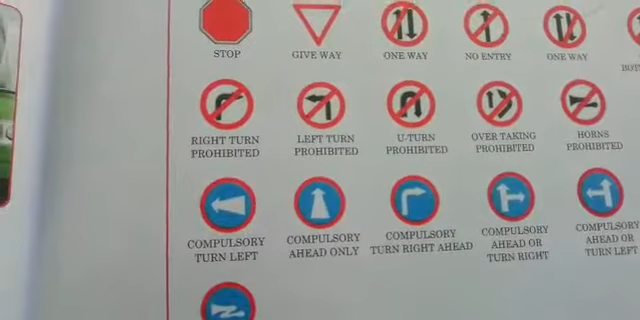 STOP
GIVE WAY
ONE WAY
NO ENTRY
ONE WAY
RIGHT TURN
PROHIBITED
LEFT TURN
PROHIBITED
U-TURN
PROHIBITED
OVER TAKING
PROHIBITED
HORNS
PROHIBITED
COMPULSORY
TURN LEFT
COMPULSORY
AHEAD ONLY
COMPULSORY
TURN RIGHT AHEAD
COMPULSORY
AHEAD OR
TURN RIGHT
COMPULSORY
AHEAD OR
TURN LEFT